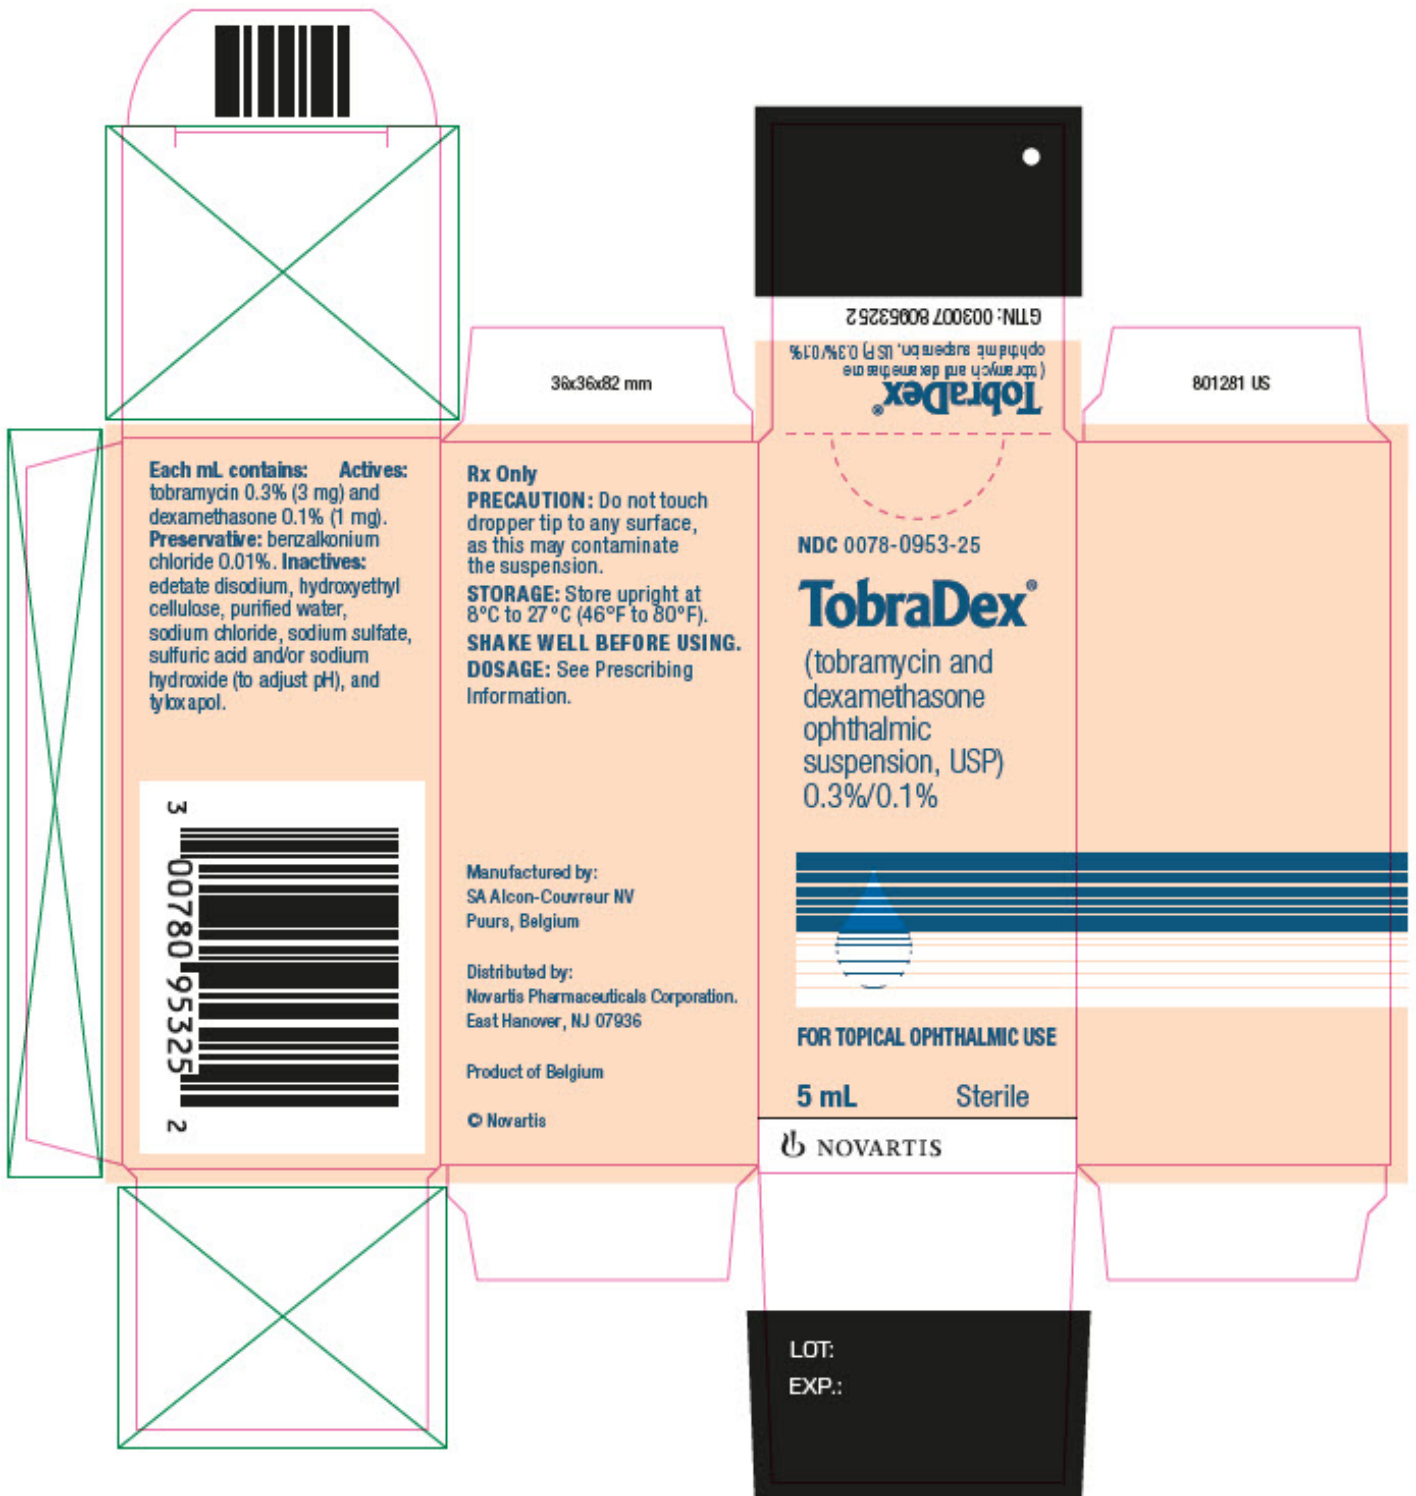 GTIN: 00300780953252
TobraDex®
(tobramycin and dexamethasone
ophthalmic suspension, USP) 0.3%/0.1%
36x36x82 mm
801281 US
Each mL contains: Actives:
tobramycin 0.3% (3 mg) and
dexamethasone 0.1% (1 mg).
Preservative: benzalkonium
chloride 0.01%. Inactives:
edetate disodium, hydroxyethyl
cellulose, purified water,
sodium chloride, sodium sulfate,
sulfuric acid and/or sodium
hydroxide (to adjust pH), and
tyloxapol.
3 00780 95325 2
Rx Only
PRECAUTION: Do not touch
dropper tip to any surface,
as this may contaminate
the suspension.
STORAGE: Store upright at
8°C to 27°C (46°F to 80°F).
SHAKE WELL BEFORE USING.
DOSAGE: See Prescribing
Information.
Manufactured by:
SA Alcon-Couvreur NV
Puurs, Belgium
Distributed by:
Novartis Pharmaceuticals Corporation.
East Hanover, NJ 07936
Product of Belgium
© Novartis
NDC 0078-0953-25
TobraDex®
(tobramycin and
dexamethasone
ophthalmic
suspension, USP)
0.3%/0.1%
FOR TOPICAL OPHTHALMIC USE
5 mL Sterile
NOVARTIS
LOT:
EXP.: